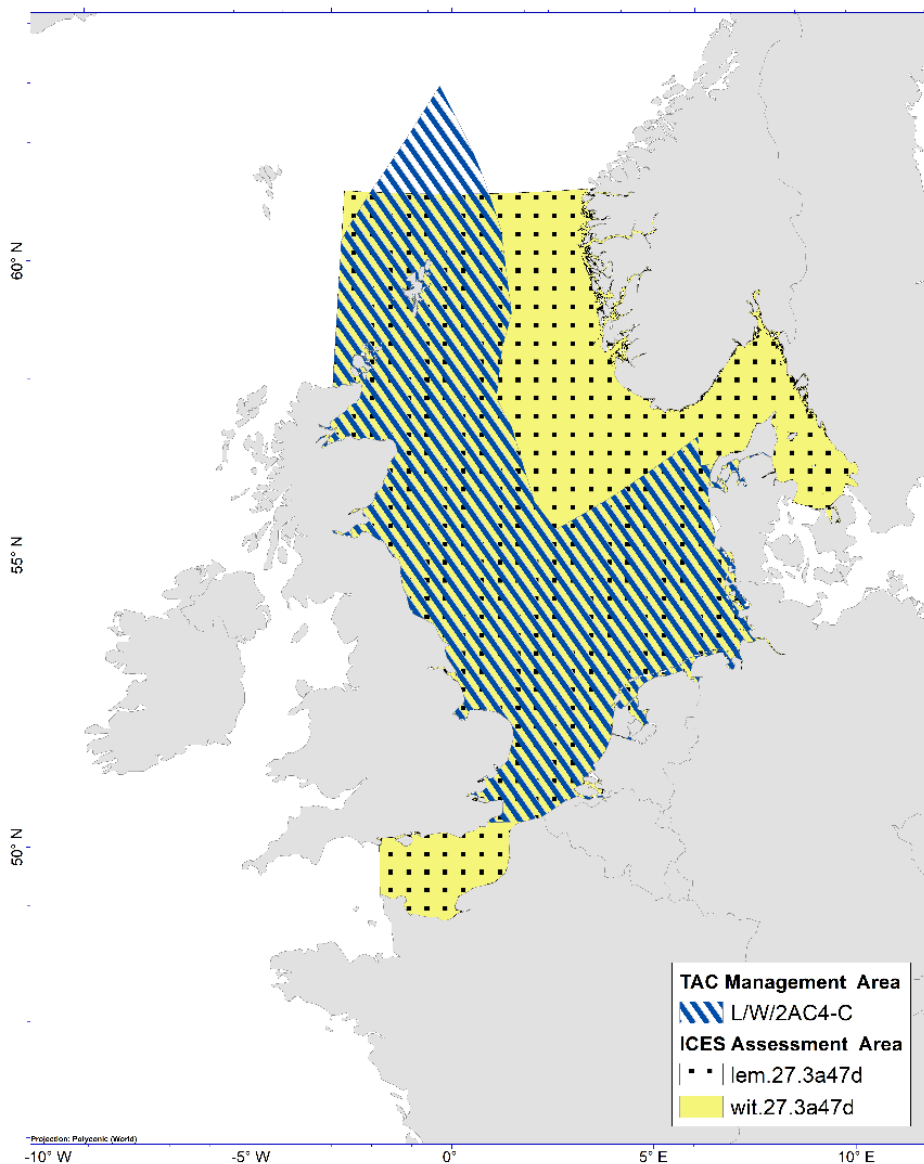 60° N
55° N
50° N
TAC Management Area
L/W/2AC4-C
ICES Assessment Area
lem.27.3a47d
wit.27.3a47d
Projection: Polyconic (World)
-10° W
-5° W
0°
5° E
10° E